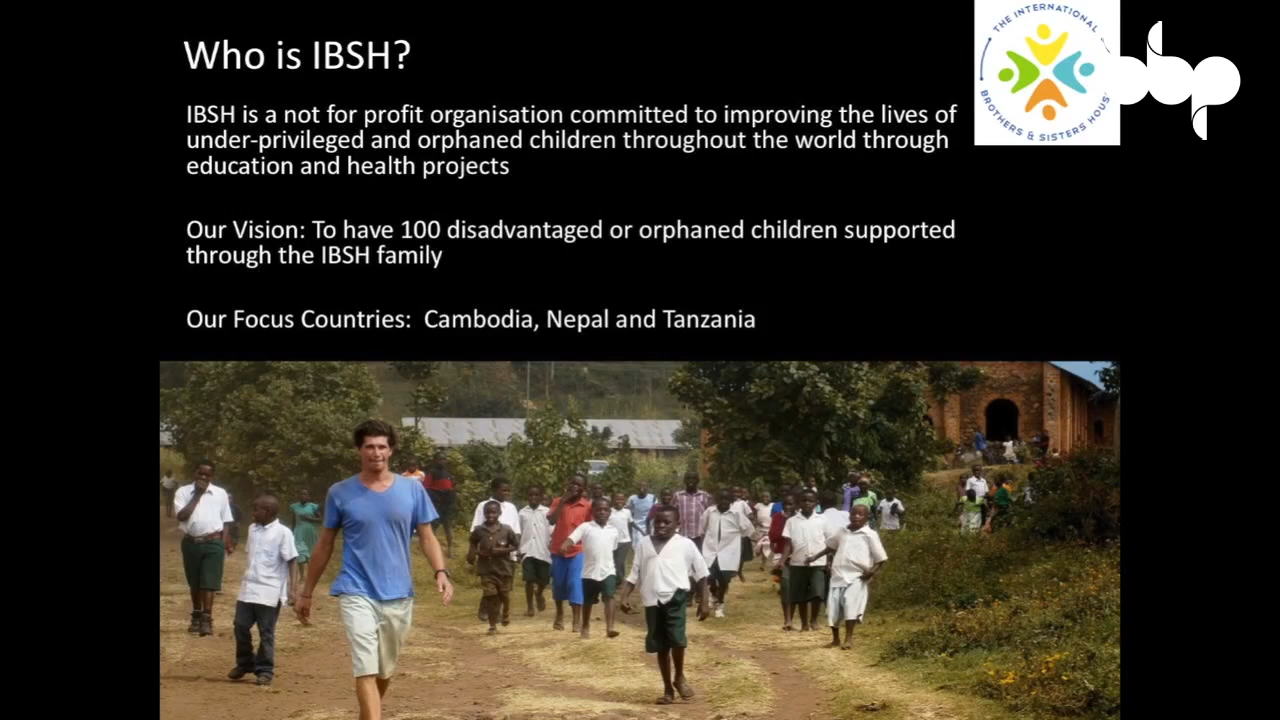 Who is IBSH?
THE INTERNATIONAL
BROTHERS & SISTERS HOUS
bp
IBSH is a not for profit organisation committed to improving the lives of
under-privileged and orphaned children throughout the world through
education and health projects
Our Vision: To have 100 disadvantaged or orphaned children supported
through the IBSH family
Our Focus Countries: Cambodia, Nepal and Tanzania